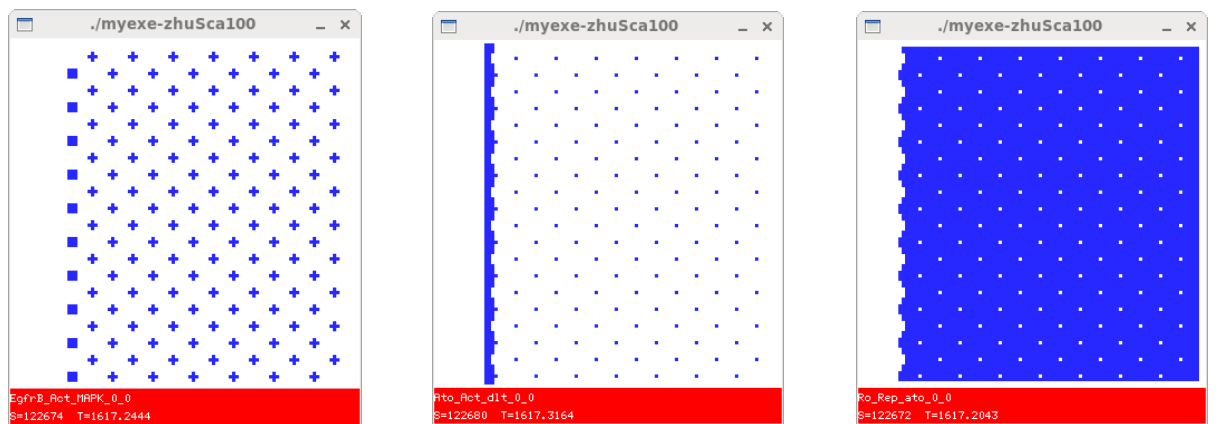 ./myexe-zhuSca100
EgfrB_Act_MAPK_0_0
S=122674 T=1617.2444
./myexe-zhuSca100
Ato_Act_dlt_0_0
S=122680 T=1617.3164
./myexe-zhuSca100
Ro_Rep_ato_0_0
S=122672 T=1617.2043